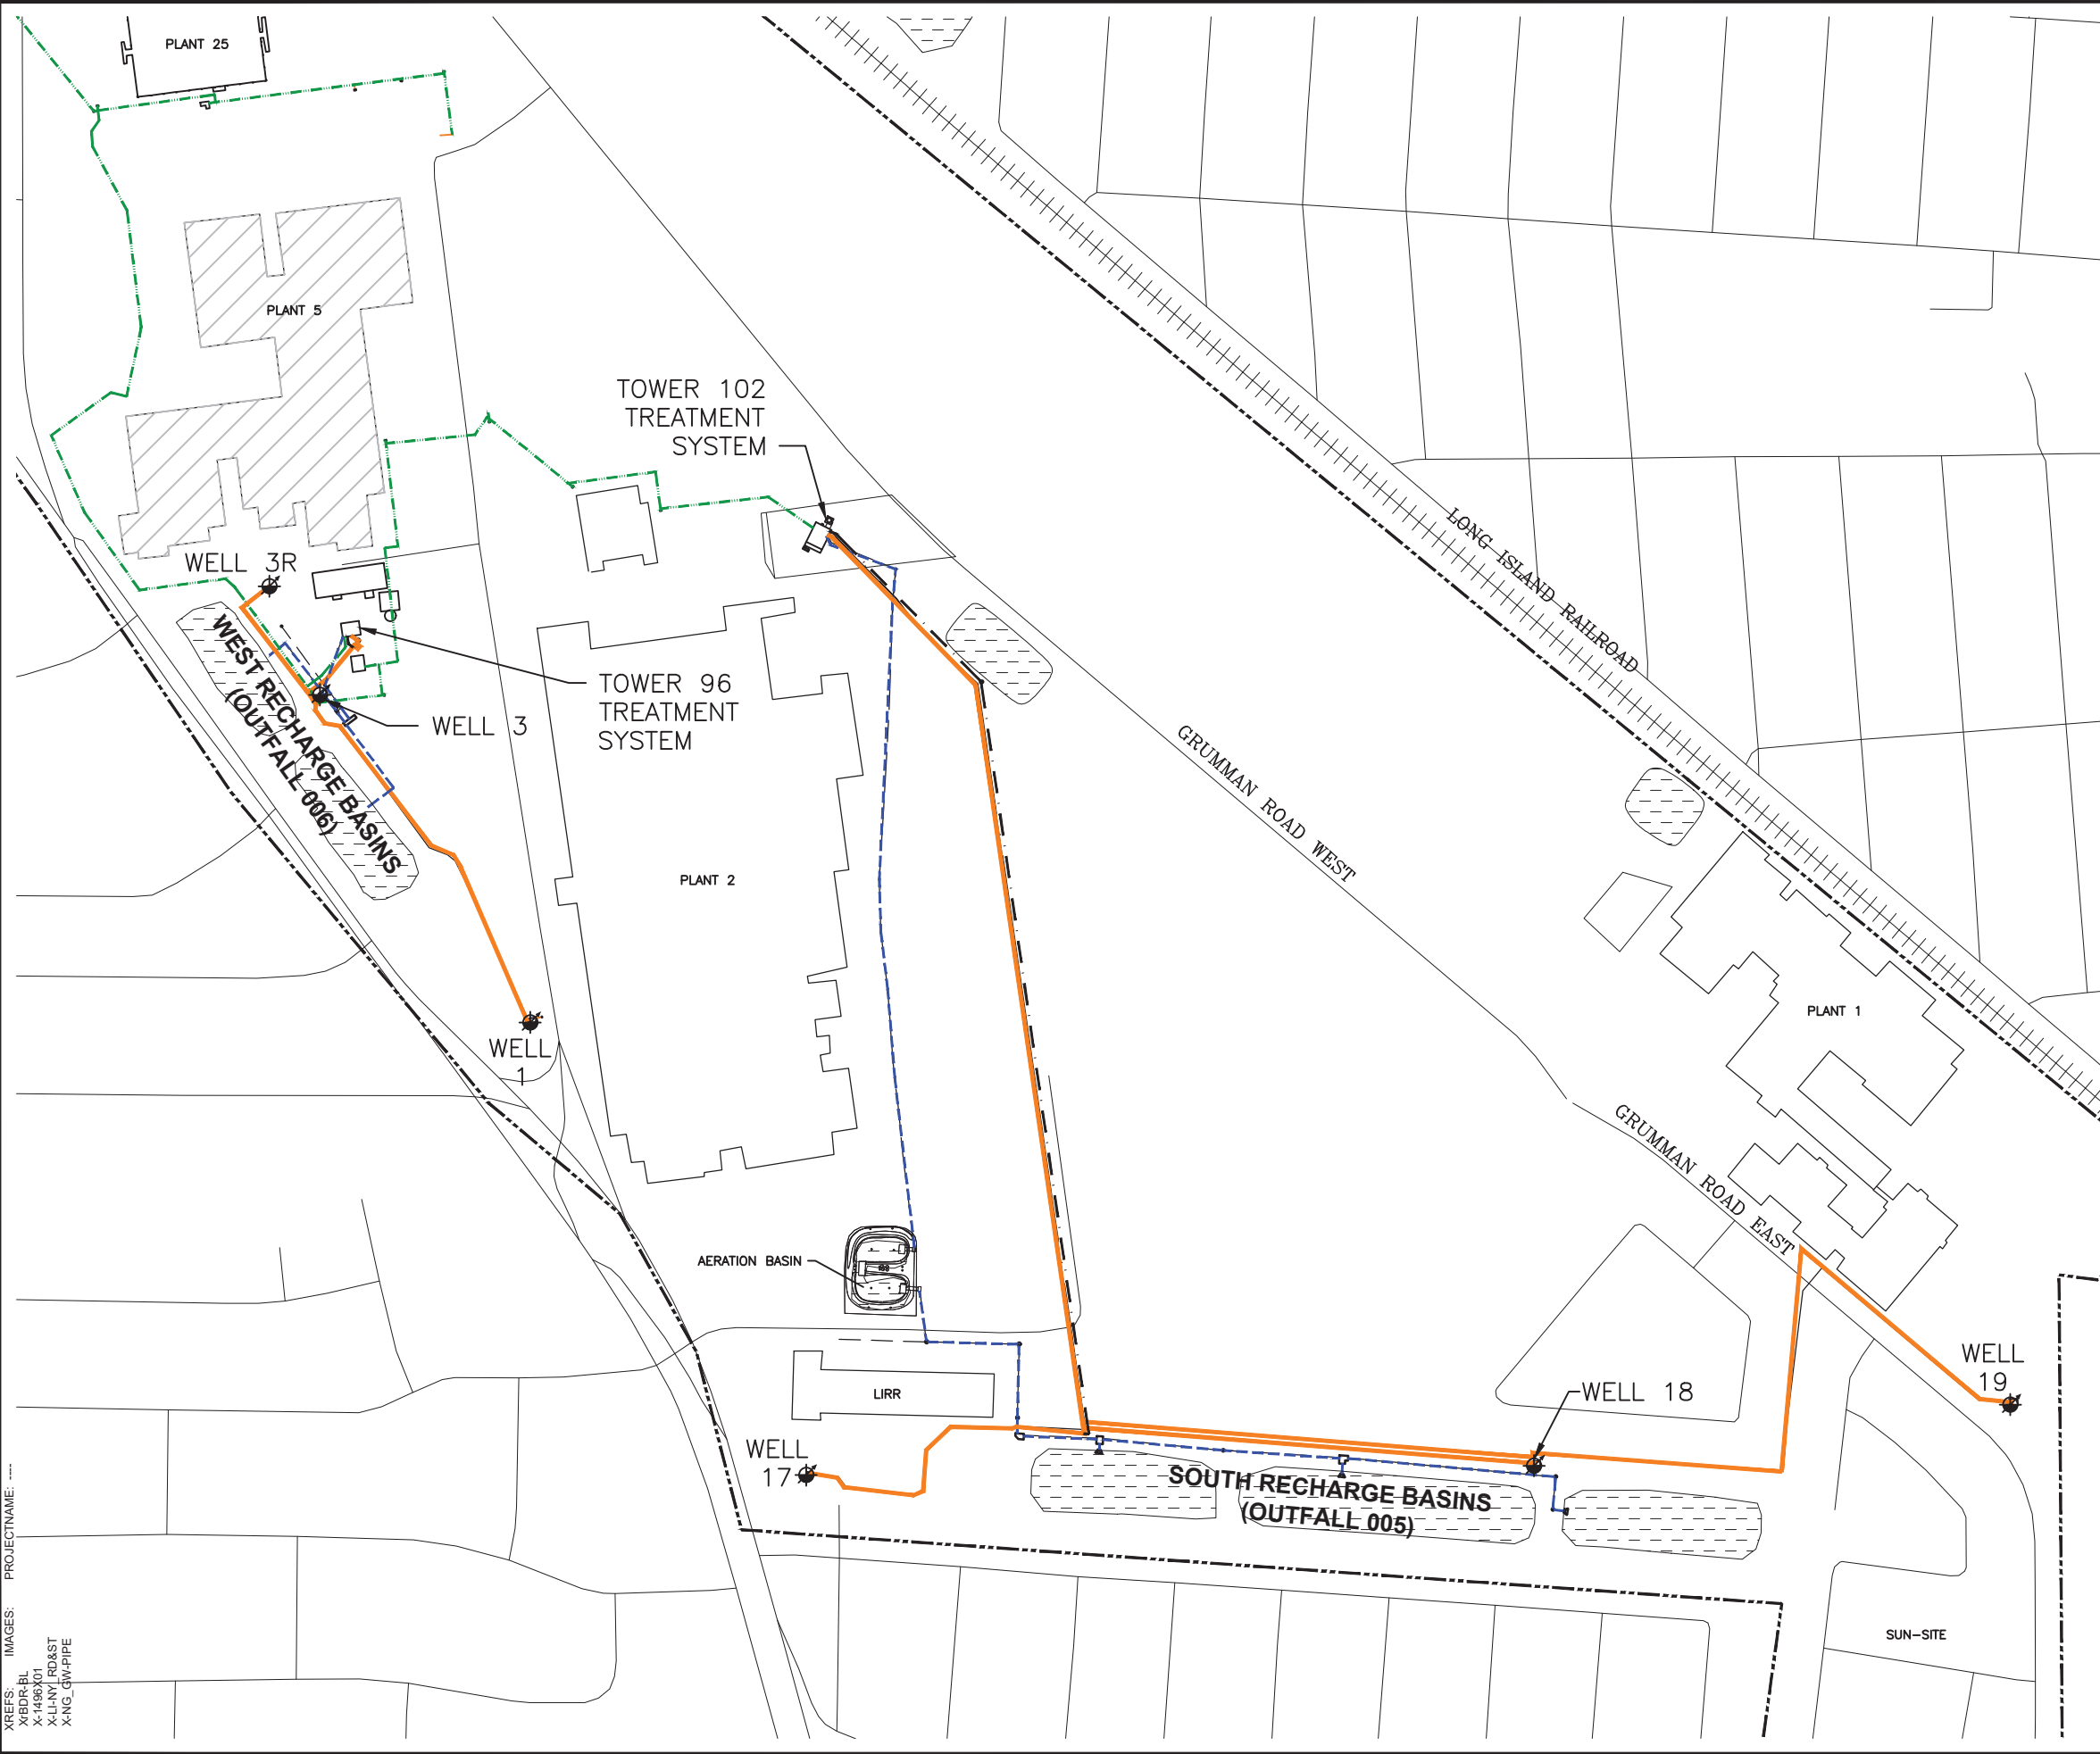 PLANT 25
PLANT 5
TOWER 102
TREATMENT
SYSTEM
LONG ISLAND RAILROAD
WELL 3R
WEST RECHARGE BASINS
(OUTFALL 006)
TOWER 96
TREATMENT
SYSTEM
WELL 3
GRUMMAN ROAD WEST
PLANT 2
PLANT 1
WELL
1
GRUMMAN ROAD EAST
AERATION BASIN
LIRR
WELL
19
WELL 18
WELL
17
SOUTH RECHARGE BASINS
(OUTFALL 005)
SUN-SITE
XREFS: IMAGES: PROJECTNAME: ----
XrBDR-BL
X-1496X01
X-LI-NY_RD&ST
X-NG_GW-PIPE